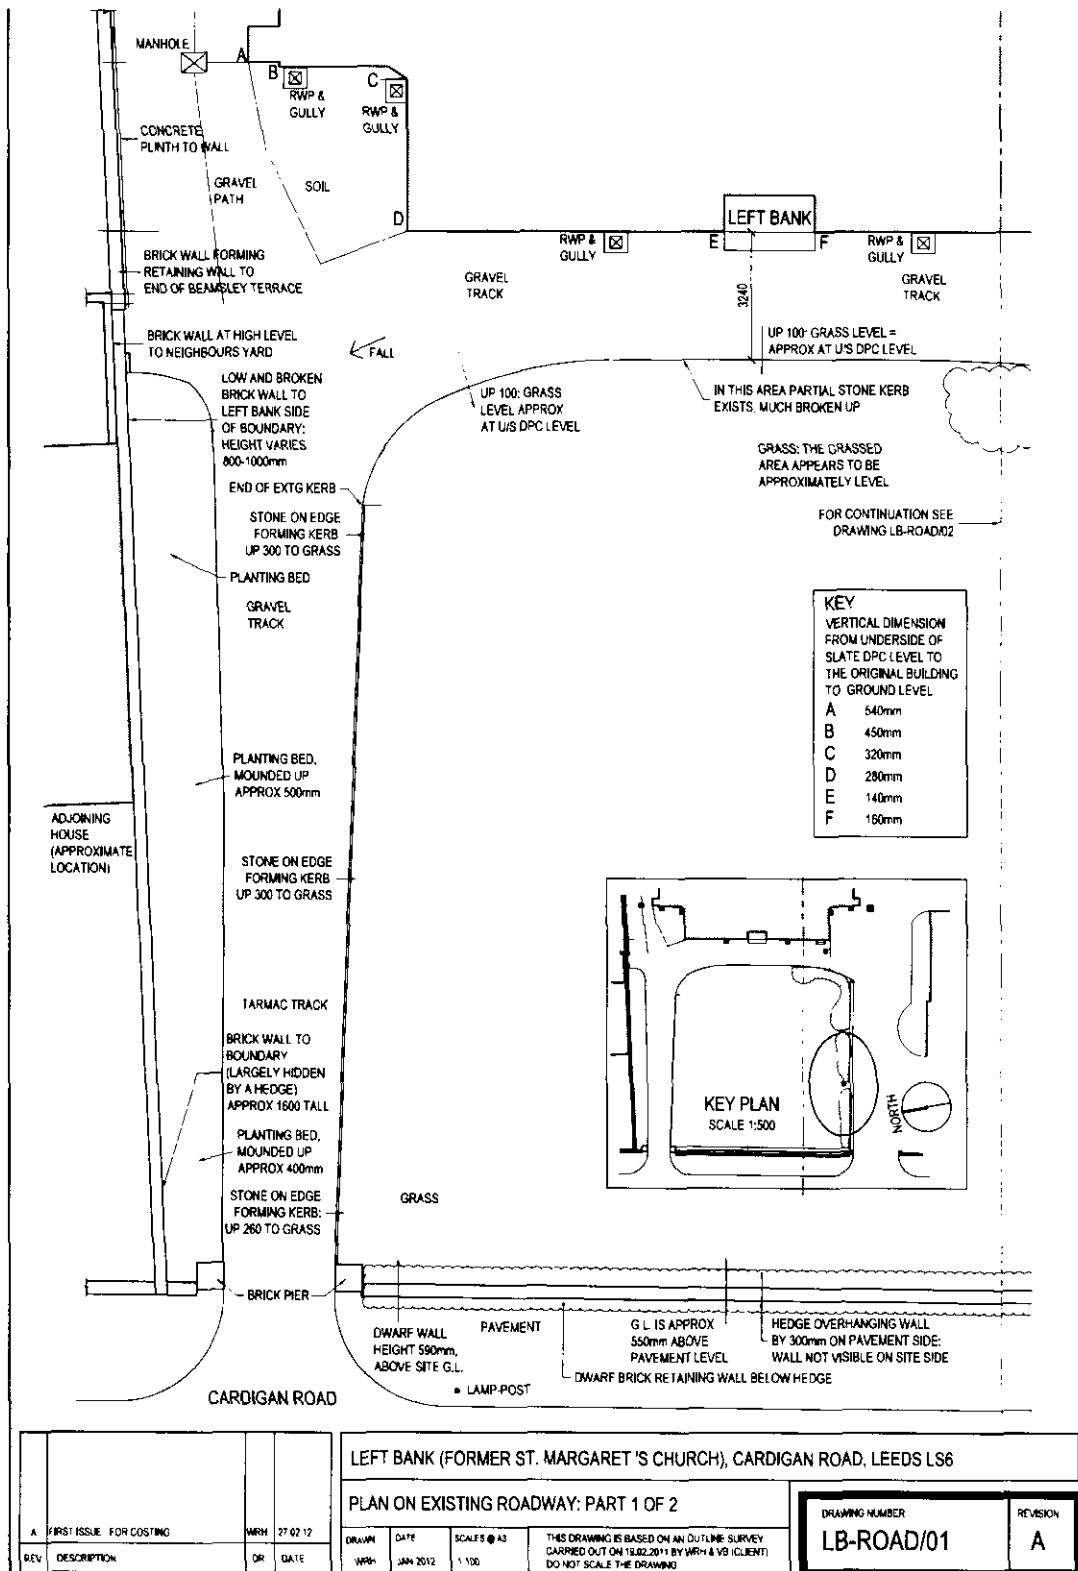 MANHOLE
A
B
C
RWP &
GULLY
RWP &
GULLY
CONCRETE
PLINTH TO WALL
GRAVEL
PATH
SOIL
D
LEFT BANK
RWP &
GULLY
E
F
RWP &
GULLY
BRICK WALL FORMING
RETAINING WALL TO
END OF BEAMSLEY TERRACE
GRAVEL
TRACK
GRAVEL
TRACK
3240
BRICK WALL AT HIGH LEVEL
TO NEIGHBOURS YARD
FALL
UP 100: GRASS LEVEL =
APPROX AT U'S DPC LEVEL
LOW AND BROKEN
BRICK WALL TO
LEFT BANK SIDE
OF BOUNDARY:
HEIGHT VARIES
800-1000mm
UP 100: GRASS
LEVEL APPROX
AT U/S DPC LEVEL
IN THIS AREA PARTIAL STONE KERB
EXISTS, MUCH BROKEN UP
GRASS: THE GRASSED
AREA APPEARS TO BE
APPROXIMATELY LEVEL
END OF EXTG KERB
STONE ON EDGE
FORMING KERB
UP 300 TO GRASS
FOR CONTINUATION SEE
DRAWING LB-ROAD/02
PLANTING BED
GRAVEL
TRACK
KEY
VERTICAL DIMENSION
FROM UNDERSIDE OF
SLATE DPC LEVEL TO
THE ORIGINAL BUILDING
TO GROUND LEVEL
A 540mm
B 450mm
C 320mm
D 280mm
E 140mm
F 160mm
PLANTING BED,
MOUNDED UP
APPROX 500mm
ADJOINING
HOUSE
(APPROXIMATE
LOCATION)
STONE ON EDGE
FORMING KERB
UP 300 TO GRASS
TARMAC TRACK
BRICK WALL TO
BOUNDARY
(LARGELY HIDDEN
BY A HEDGE)
APPROX 1600 TALL
KEY PLAN
SCALE 1:500
NORTH
PLANTING BED,
MOUNDED UP
APPROX 400mm
STONE ON EDGE
FORMING KERB:
UP 260 TO GRASS
GRASS
BRICK PIER
DWARF WALL
HEIGHT 590mm,
ABOVE SITE G.L.
PAVEMENT
G.L. IS APPROX
550mm ABOVE
PAVEMENT LEVEL
HEDGE OVERHANGING WALL
BY 300mm ON PAVEMENT SIDE:
WALL NOT VISIBLE ON SITE SIDE
DWARF BRICK RETAINING WALL BELOW HEDGE
LAMP-POST
CARDIGAN ROAD
LEFT BANK (FORMER ST. MARGARET 'S CHURCH), CARDIGAN ROAD, LEEDS LS6
PLAN ON EXISTING ROADWAY: PART 1 OF 2
A FIRST ISSUE FOR COSTING WRH 27 02 12
REV DESCRIPTION DR DATE
DRAWN DATE SCALES @ A3
WRH JAN 2012 1:100
THIS DRAWING IS BASED ON AN OUTLINE SURVEY
CARRIED OUT ON 19.02.2011 BY WRH & VB (CLIENT)
DO NOT SCALE THE DRAWING
DRAWING NUMBER
LB-ROAD/01
REVISION
A